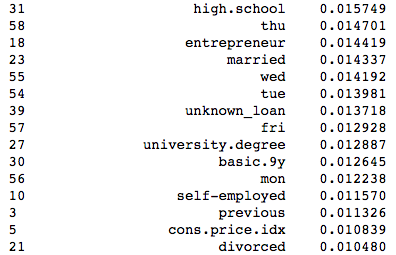 31 high.school 0.015749
58 thu 0.014701
18 entrepreneur 0.014419
23 married 0.014337
55 wed 0.014192
54 tue 0.013981
39 unknown_loan 0.013718
57 fri 0.012928
27 university.degree 0.012887
30 basic.9y 0.012645
56 mon 0.012238
10 self-employed 0.011570
3 previous 0.011326
5 cons.price.idx 0.010839
21 divorced 0.010480